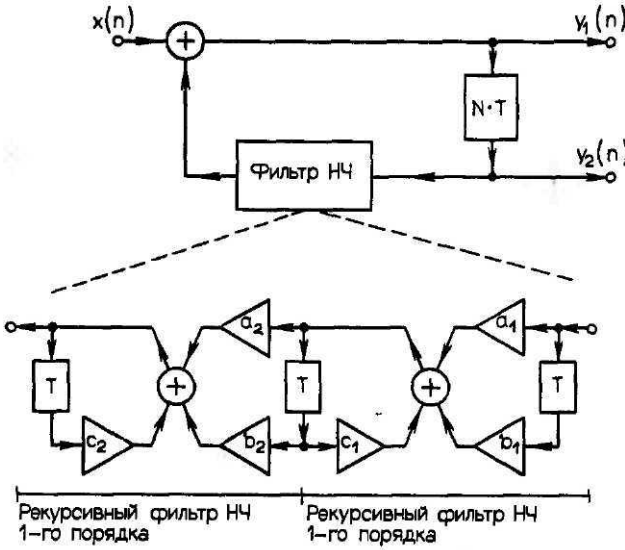 x(n)
y₁(n)
+
N·T
y₂(n)
Фильтр НЧ
a₂
a₁
T
+
T
+
T
c₂
b₂
c₁
b₁
Рекурсивный фильтр НЧ
1-го порядка
Рекурсивный фильтр НЧ
1-го порядка